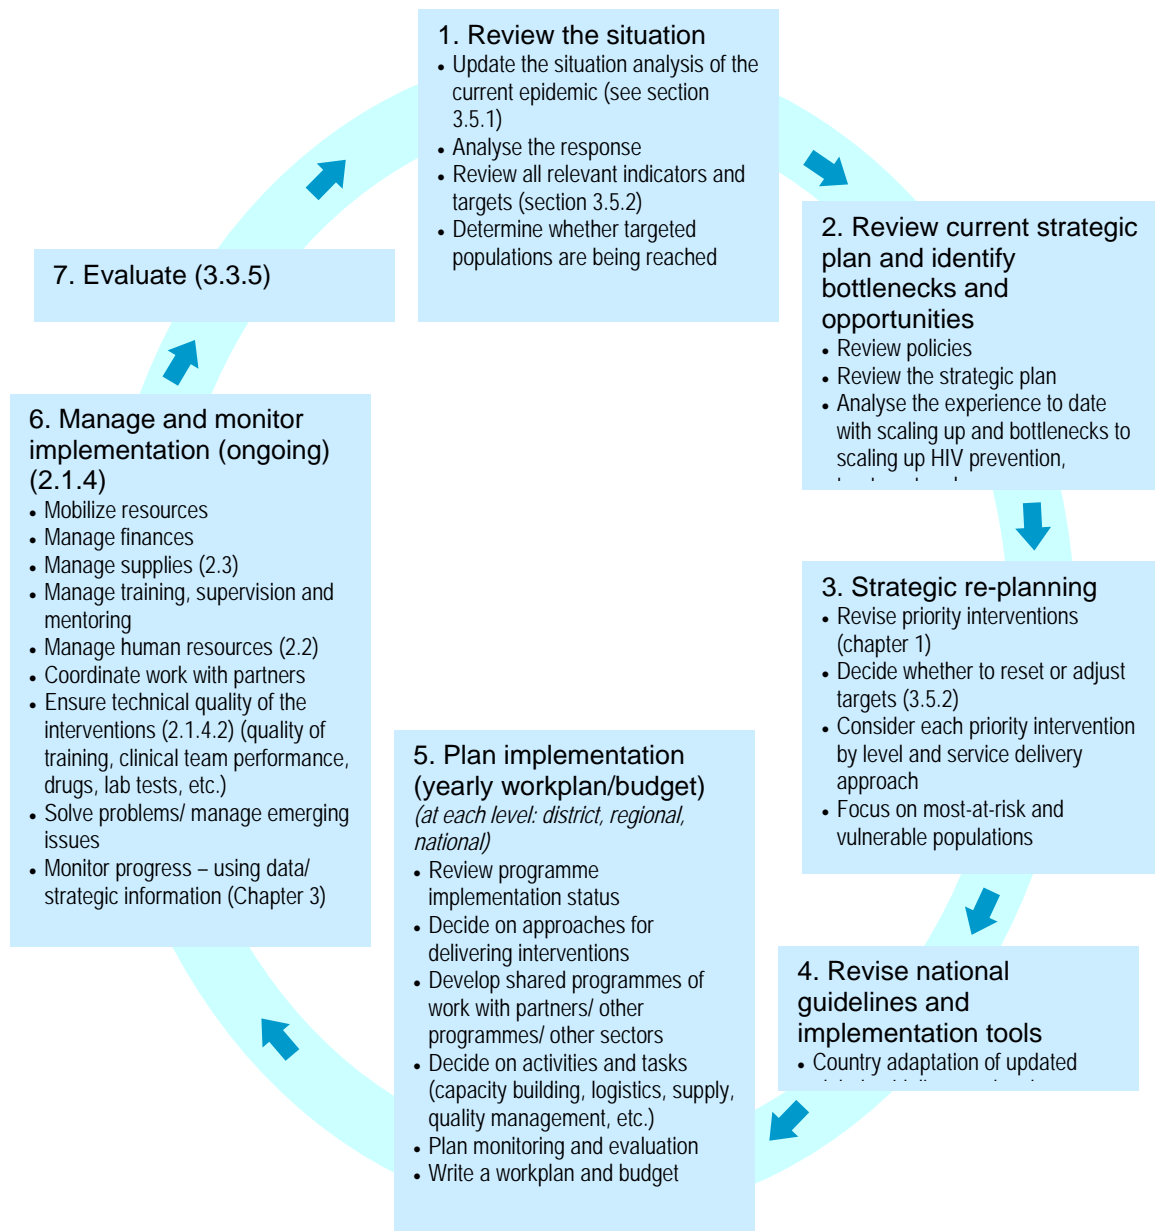 1. Review the situation
• Update the situation analysis of the
current epidemic (see section
3.5.1)
• Analyse the response
• Review all relevant indicators and
targets (section 3.5.2)
• Determine whether targeted
populations are being reached
2. Review current strategic
plan and identify
bottlenecks and
opportunities
• Review policies
• Review the strategic plan
• Analyse the experience to date
with scaling up and bottlenecks to
scaling up HIV prevention,
3. Strategic re-planning
• Revise priority interventions
(chapter 1)
• Decide whether to reset or adjust
targets (3.5.2)
• Consider each priority intervention
by level and service delivery
approach
• Focus on most-at-risk and
vulnerable populations
4. Revise national
guidelines and
implementation tools
• Country adaptation of updated
5. Plan implementation
(yearly workplan/budget)
(at each level: district, regional,
national)
• Review programme
implementation status
• Decide on approaches for
delivering interventions
• Develop shared programmes of
work with partners/ other
programmes/ other sectors
• Decide on activities and tasks
(capacity building, logistics, supply,
quality management, etc.)
• Plan monitoring and evaluation
• Write a workplan and budget
6. Manage and monitor
implementation (ongoing)
(2.1.4)
• Mobilize resources
• Manage finances
• Manage supplies (2.3)
• Manage training, supervision and
mentoring
• Manage human resources (2.2)
• Coordinate work with partners
• Ensure technical quality of the
interventions (2.1.4.2) (quality of
training, clinical team performance,
drugs, lab tests, etc.)
• Solve problems/ manage emerging
issues
• Monitor progress – using data/
strategic information (Chapter 3)
7. Evaluate (3.3.5)